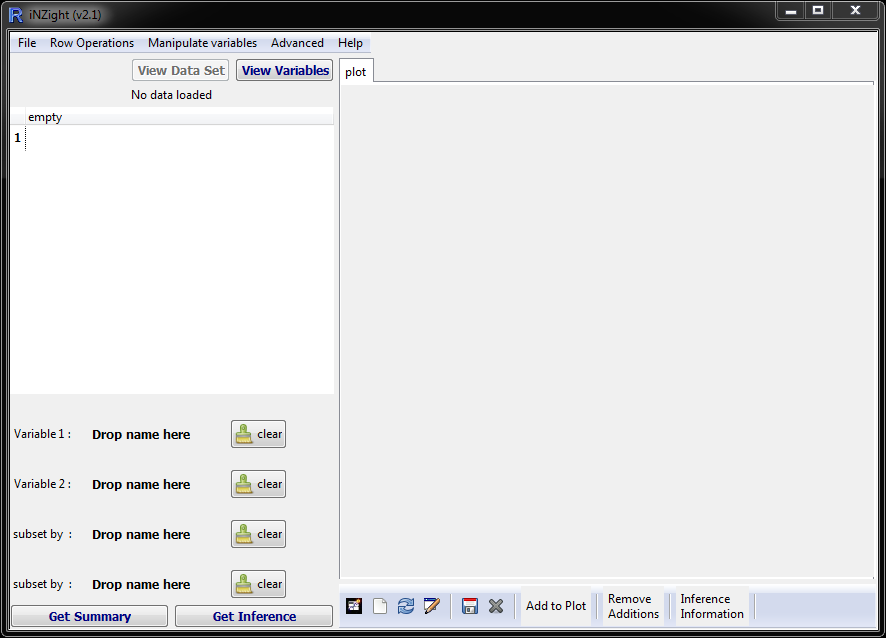 iNZight (v2.1)
File Row Operations Manipulate variables Advanced Help
View Data Set View Variables
plot
No data loaded
empty
1
Variable 1 : Drop name here clear
Variable 2 : Drop name here clear
subset by : Drop name here clear
subset by : Drop name here clear
Get Summary Get Inference
Add to Plot
Remove
Additions
Inference
Information